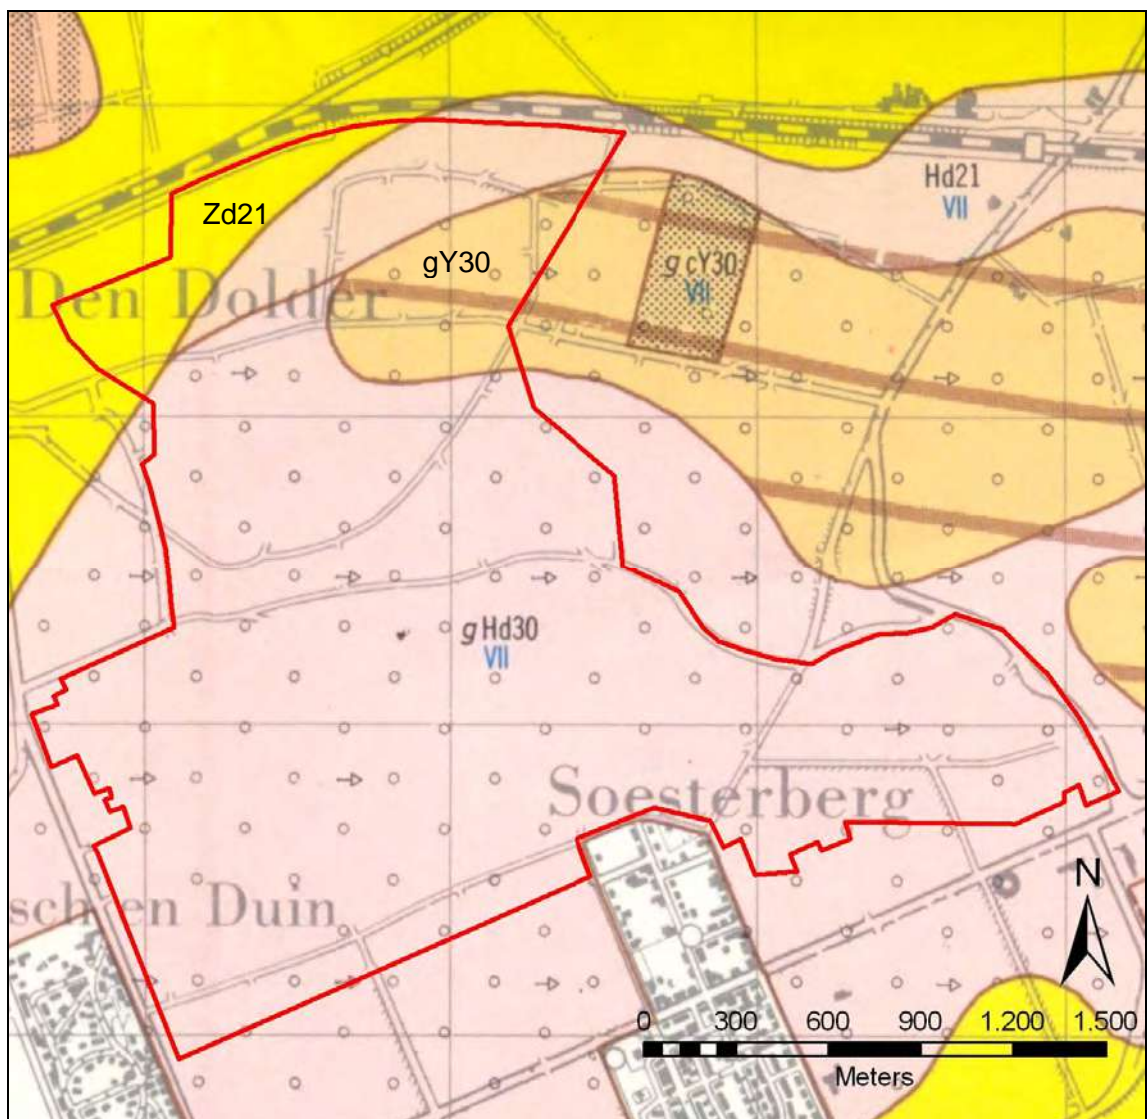 Hd21
VII
Zd21
gY30
g cY30
VII
Den Dolder
g Hd30
VII
Soesterberg
sch en Duin
N
0 300 600 900 1.200 1.500
Meters